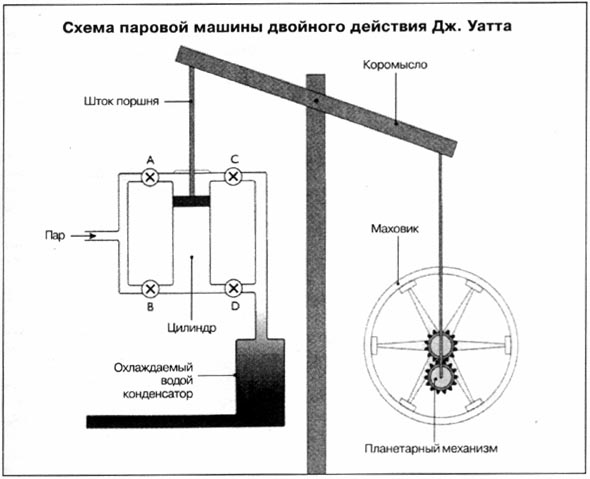 Схема паровой машины двойного действия Дж. Уатта
Коромысло
Шток поршня
A
C
Пар
Маховик
B
D
Цилиндр
Охлаждаемый
водой
конденсатор
Планетарный механизм